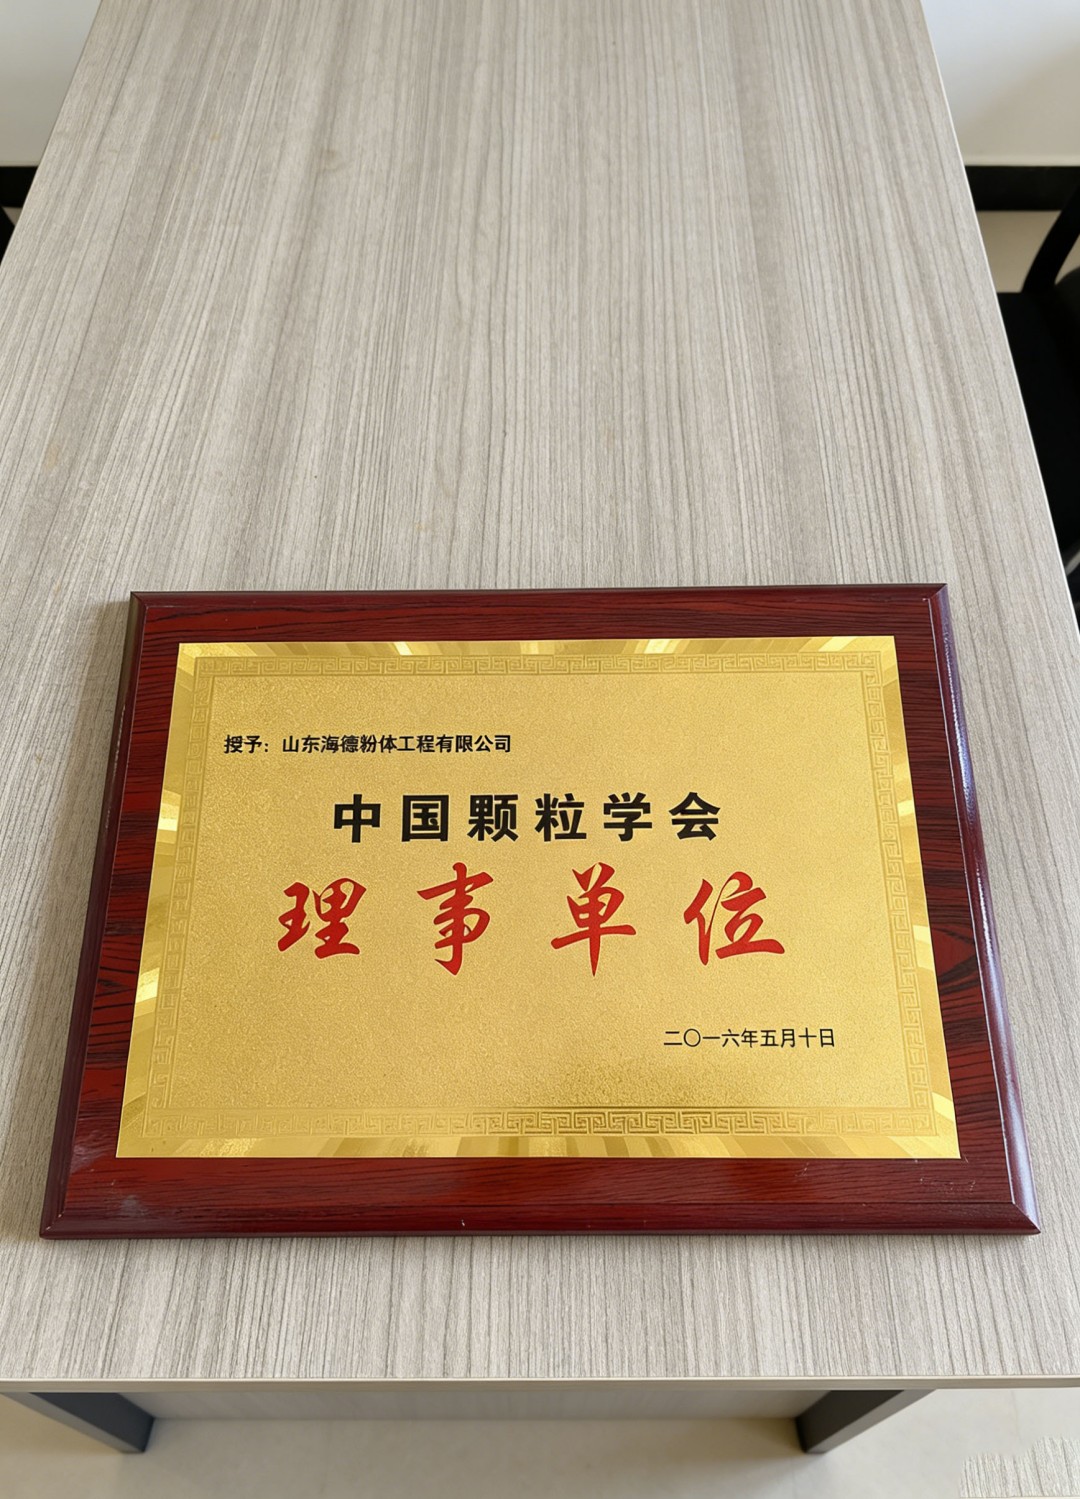 授予：山东海德粉体工程有限公司
中国颗粒学会
理事单位
二〇一六年五月十日